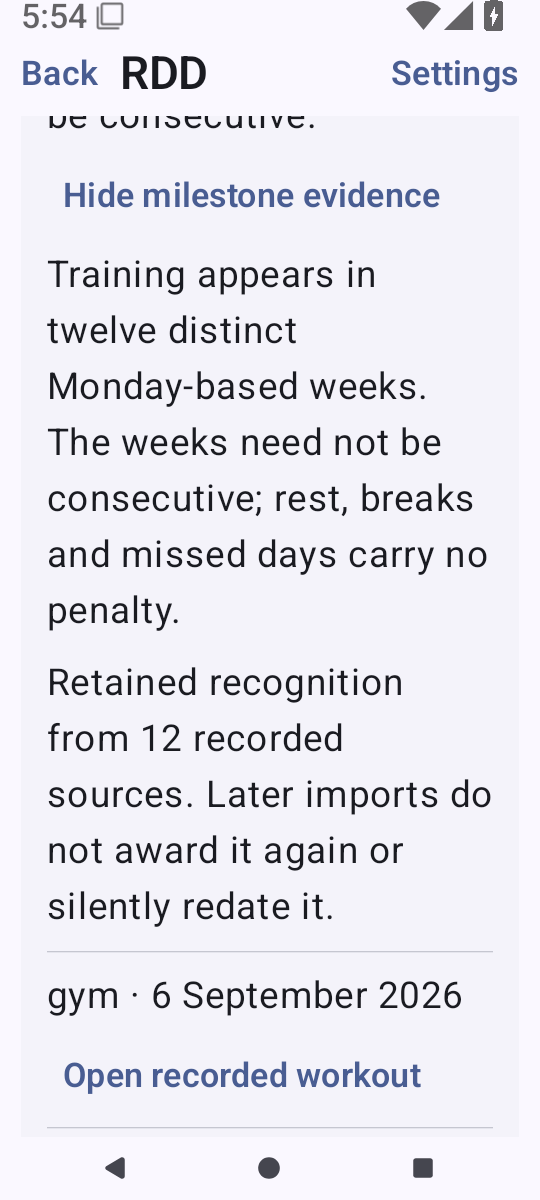 5:54
Back RDD Settings
be consecutive.
Hide milestone evidence
Training appears in
twelve distinct
Monday-based weeks.
The weeks need not be
consecutive; rest, breaks
and missed days carry no
penalty.
Retained recognition
from 12 recorded
sources. Later imports do
not award it again or
silently redate it.
gym · 6 September 2026
Open recorded workout